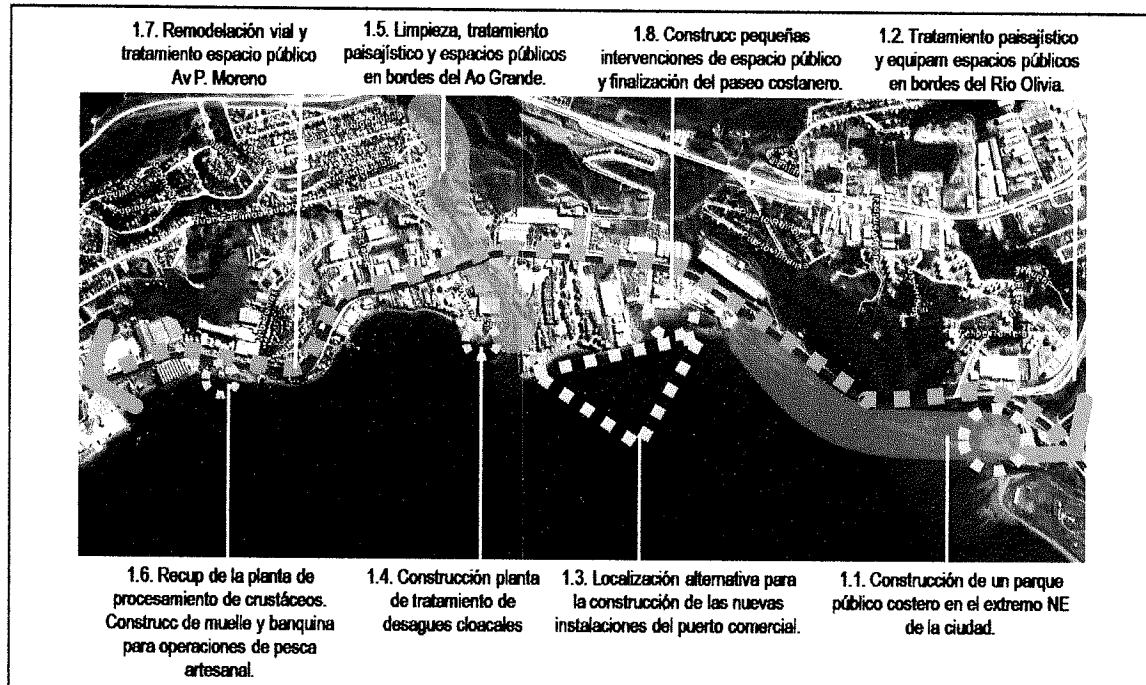 1.7. Remodelación vial y
tratamiento espacio público
Av P. Moreno
1.5. Limpieza, tratamiento
paisajístico y espacios públicos
en bordes del Ao Grande.
1.8. Construcc pequeñas
intervenciones de espacio público
y finalización del paseo costanero.
1.2. Tratamiento paisajístico
y equipam espacios públicos
en bordes del Río Olivia.
1.6. Recup de la planta de
procesamiento de crustáceos.
Construcc de muelle y banquina
para operaciones de pesca
artesanal.
1.4. Construcción planta
de tratamiento de
desagues cloacales
1.3. Localización alternativa para
la construcción de las nuevas
instalaciones del puerto comercial.
1.1. Construcción de un parque
público costero en el extremo NE
de la ciudad.